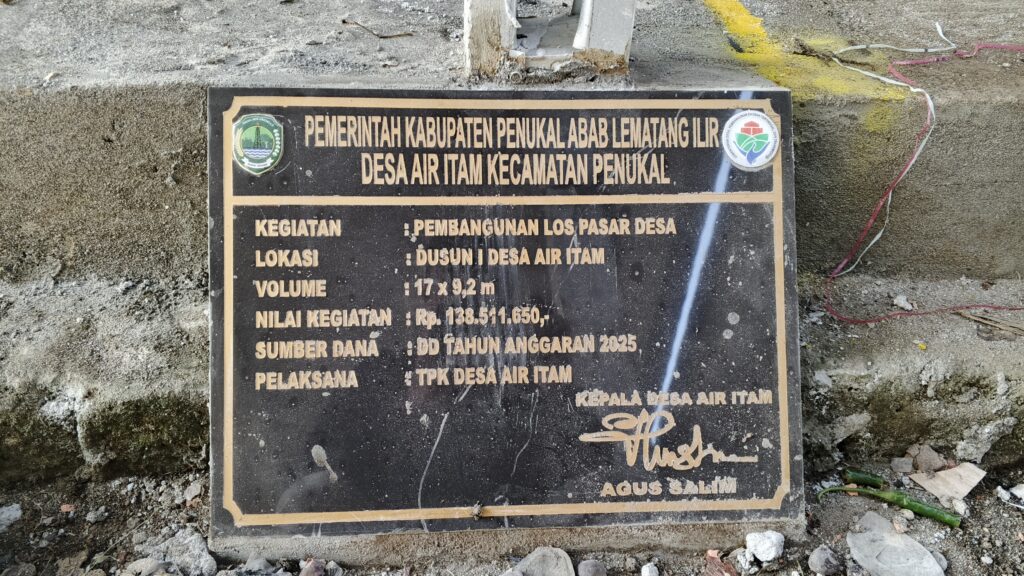 PEMERINTAH KABUPATEN PENUKAL ABAB LEMATANG ILIR
DESA AIR ITAM KECAMATAN PENUKAL
KEGIATAN : PEMBANGUNAN LOS PASAR DESA
LOKASI : DUSUN I DESA AIR ITAM
VOLUME : 17 x 9,2 m
NILAI KEGIATAN : Rp. 138.511.650,-
SUMBER DANA : DD TAHUN ANGGARAN 2025
PELAKSANA : TPK DESA AIR ITAM
KEPALA DESA AIR ITAM
AGUS SALIM